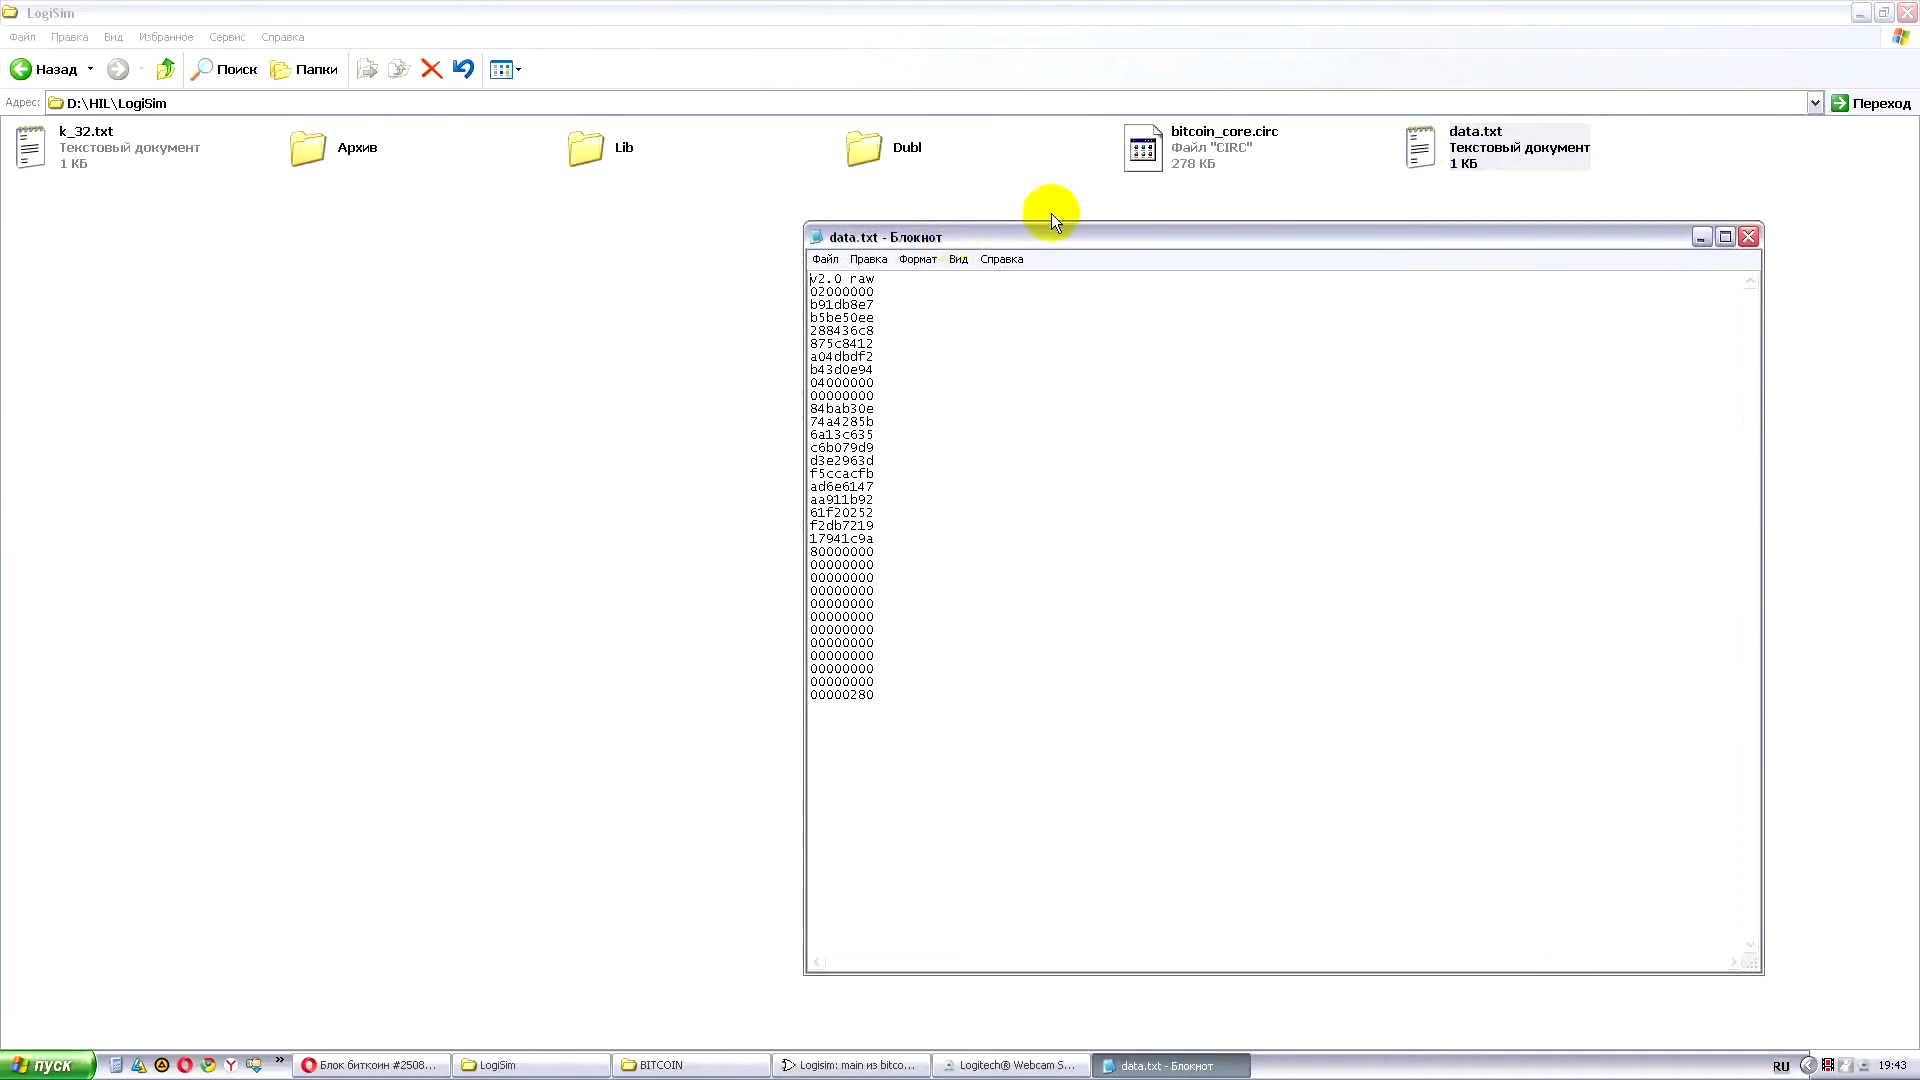 LogiSim
Файл Правка Вид Избранное Сервис Справка
Назад Поиск Папки
Адрес: D:\HIL\LogiSim Переход
k_32.txt
Текстовый документ
1 КБ
Архив
Lib
Dubl
bitcoin_core.circ
Файл "CIRC"
278 КБ
data.txt
Текстовый документ
1 КБ
data.txt - Блокнот
Файл Правка Формат Вид Справка
v2.0 raw
02000000
b91db8e7
b5be50ee
288436c8
875c8412
a04dbdf2
b43d0e94
04000000
00000000
84bab30e
74a4285b
6a13c635
c6b079d9
d3e2963d
f5ccacfb
ad6e6147
aa911b92
61f20252
f2db7219
17941c9a
80000000
00000000
00000000
00000000
00000000
00000000
00000000
00000000
00000000
00000000
00000000
00000280
пуск » Блок биткоин #2508... LogiSim BITCOIN Logisim: main из bitco... Logitech® Webcam S... data.txt - Блокнот RU 19:43